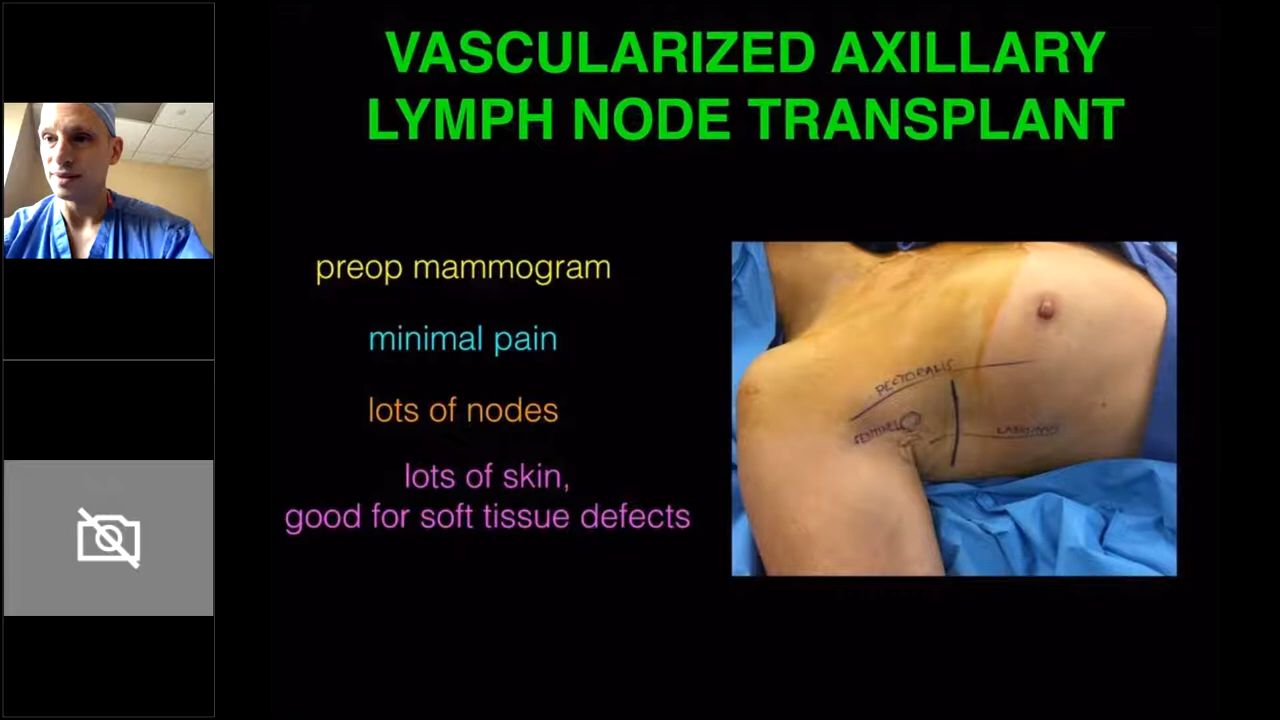 VASCULARIZED AXILLARY
LYMPH NODE TRANSPLANT
preop mammogram
minimal pain
lots of nodes
lots of skin,
good for soft tissue defects
PECTORALIS
SENTINEL